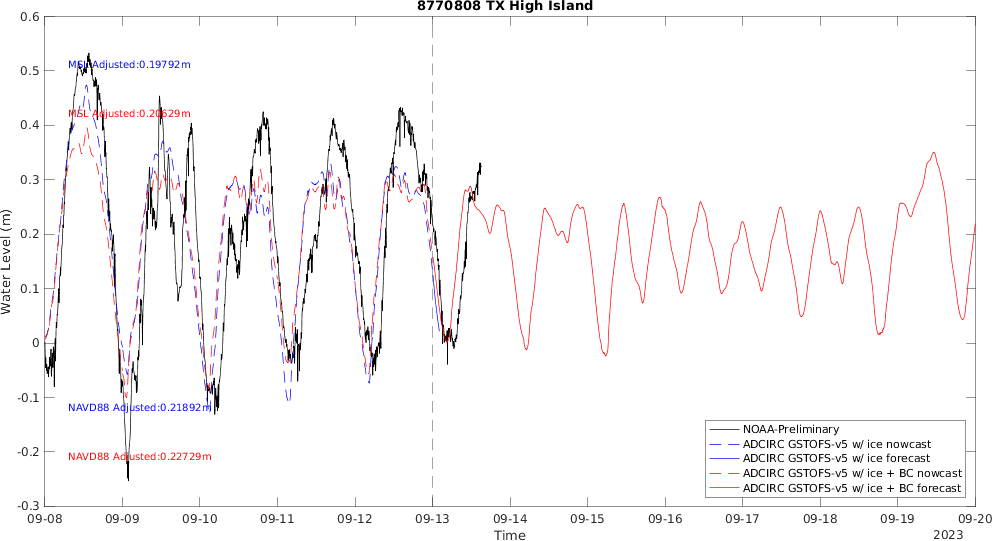 8770808 TX High Island
0.6
0.5
0.4
0.3
0.2
0.1
0
-0.1
-0.2
-0.3
Water Level (m)
MSL Adjusted:0.19792m
MSL Adjusted:0.20629m
NAVD88 Adjusted:0.21892m
NAVD88 Adjusted:0.22729m
NOAA-Preliminary
ADCIRC GSTOFS-v5 w/ ice nowcast
ADCIRC GSTOFS-v5 w/ ice forecast
ADCIRC GSTOFS-v5 w/ ice + BC nowcast
ADCIRC GSTOFS-v5 w/ ice + BC forecast
09-08 09-09 09-10 09-11 09-12 09-13 09-14 09-15 09-16 09-17 09-18 09-19 09-20
Time
2023